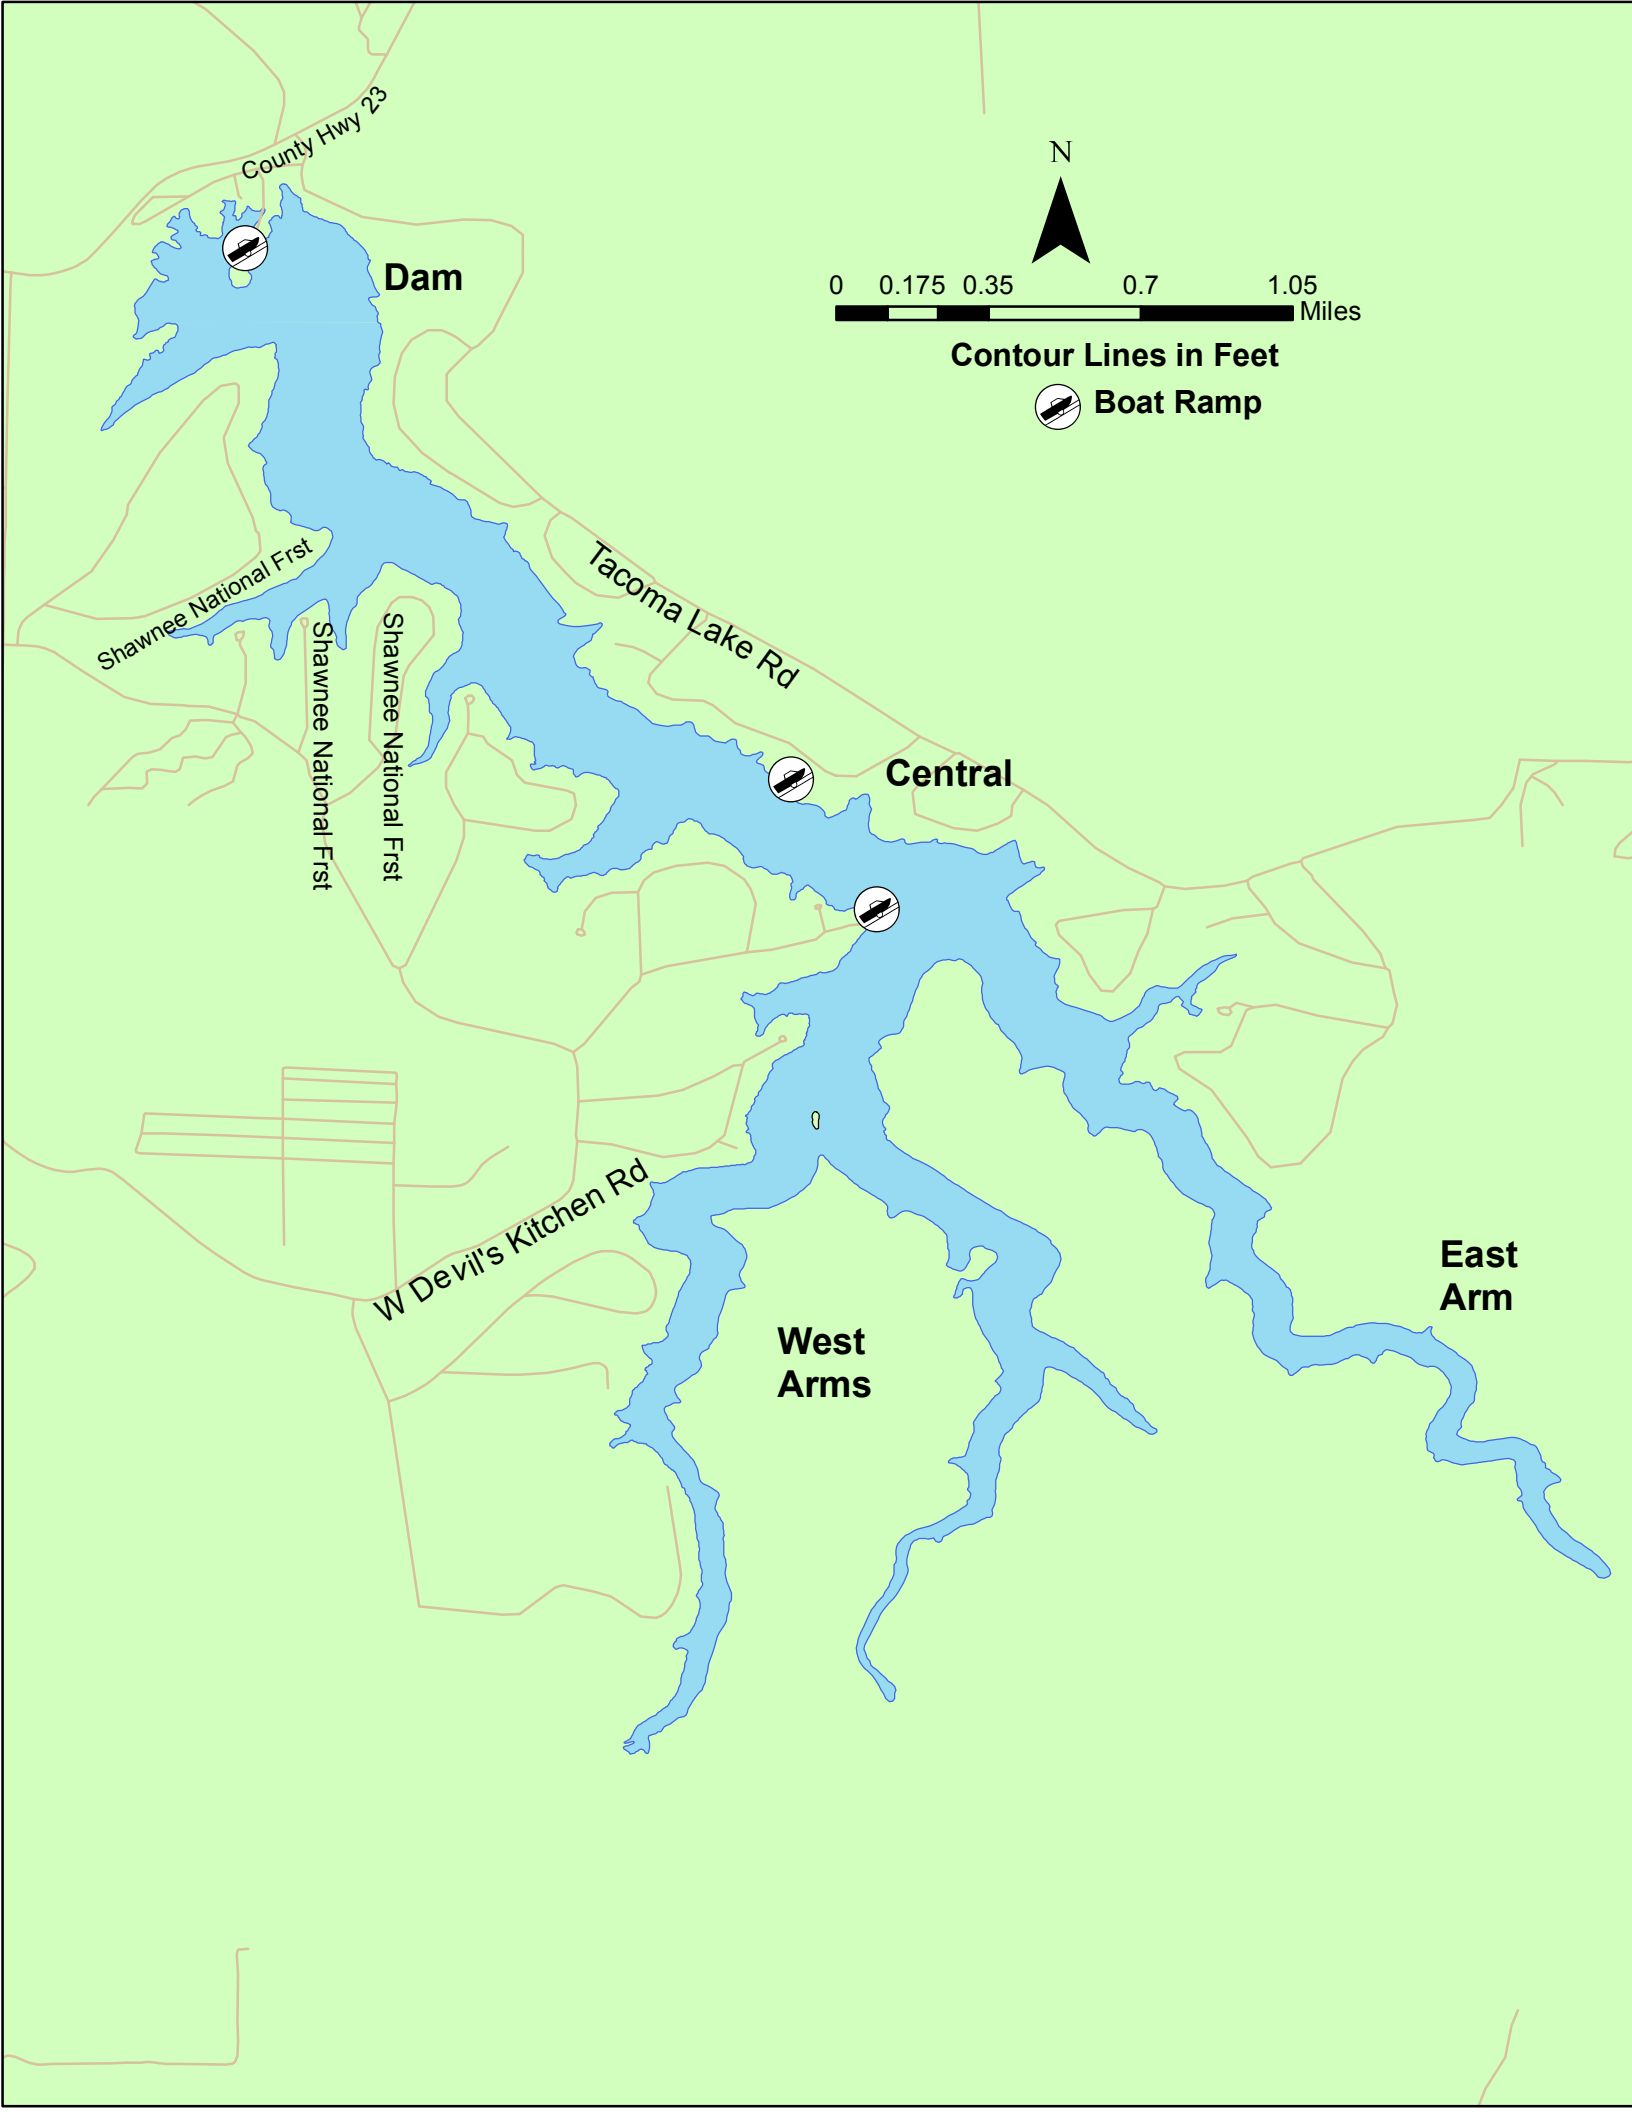 County Hwy 23
N
Dam
0 0.175 0.35 0.7 1.05
Miles
Contour Lines in Feet
Boat Ramp
Shawnee National Frst
Tacoma Lake Rd
Shawnee National Frst
Shawnee National Frst
Central
W Devil's Kitchen Rd
East
Arm
West
Arms